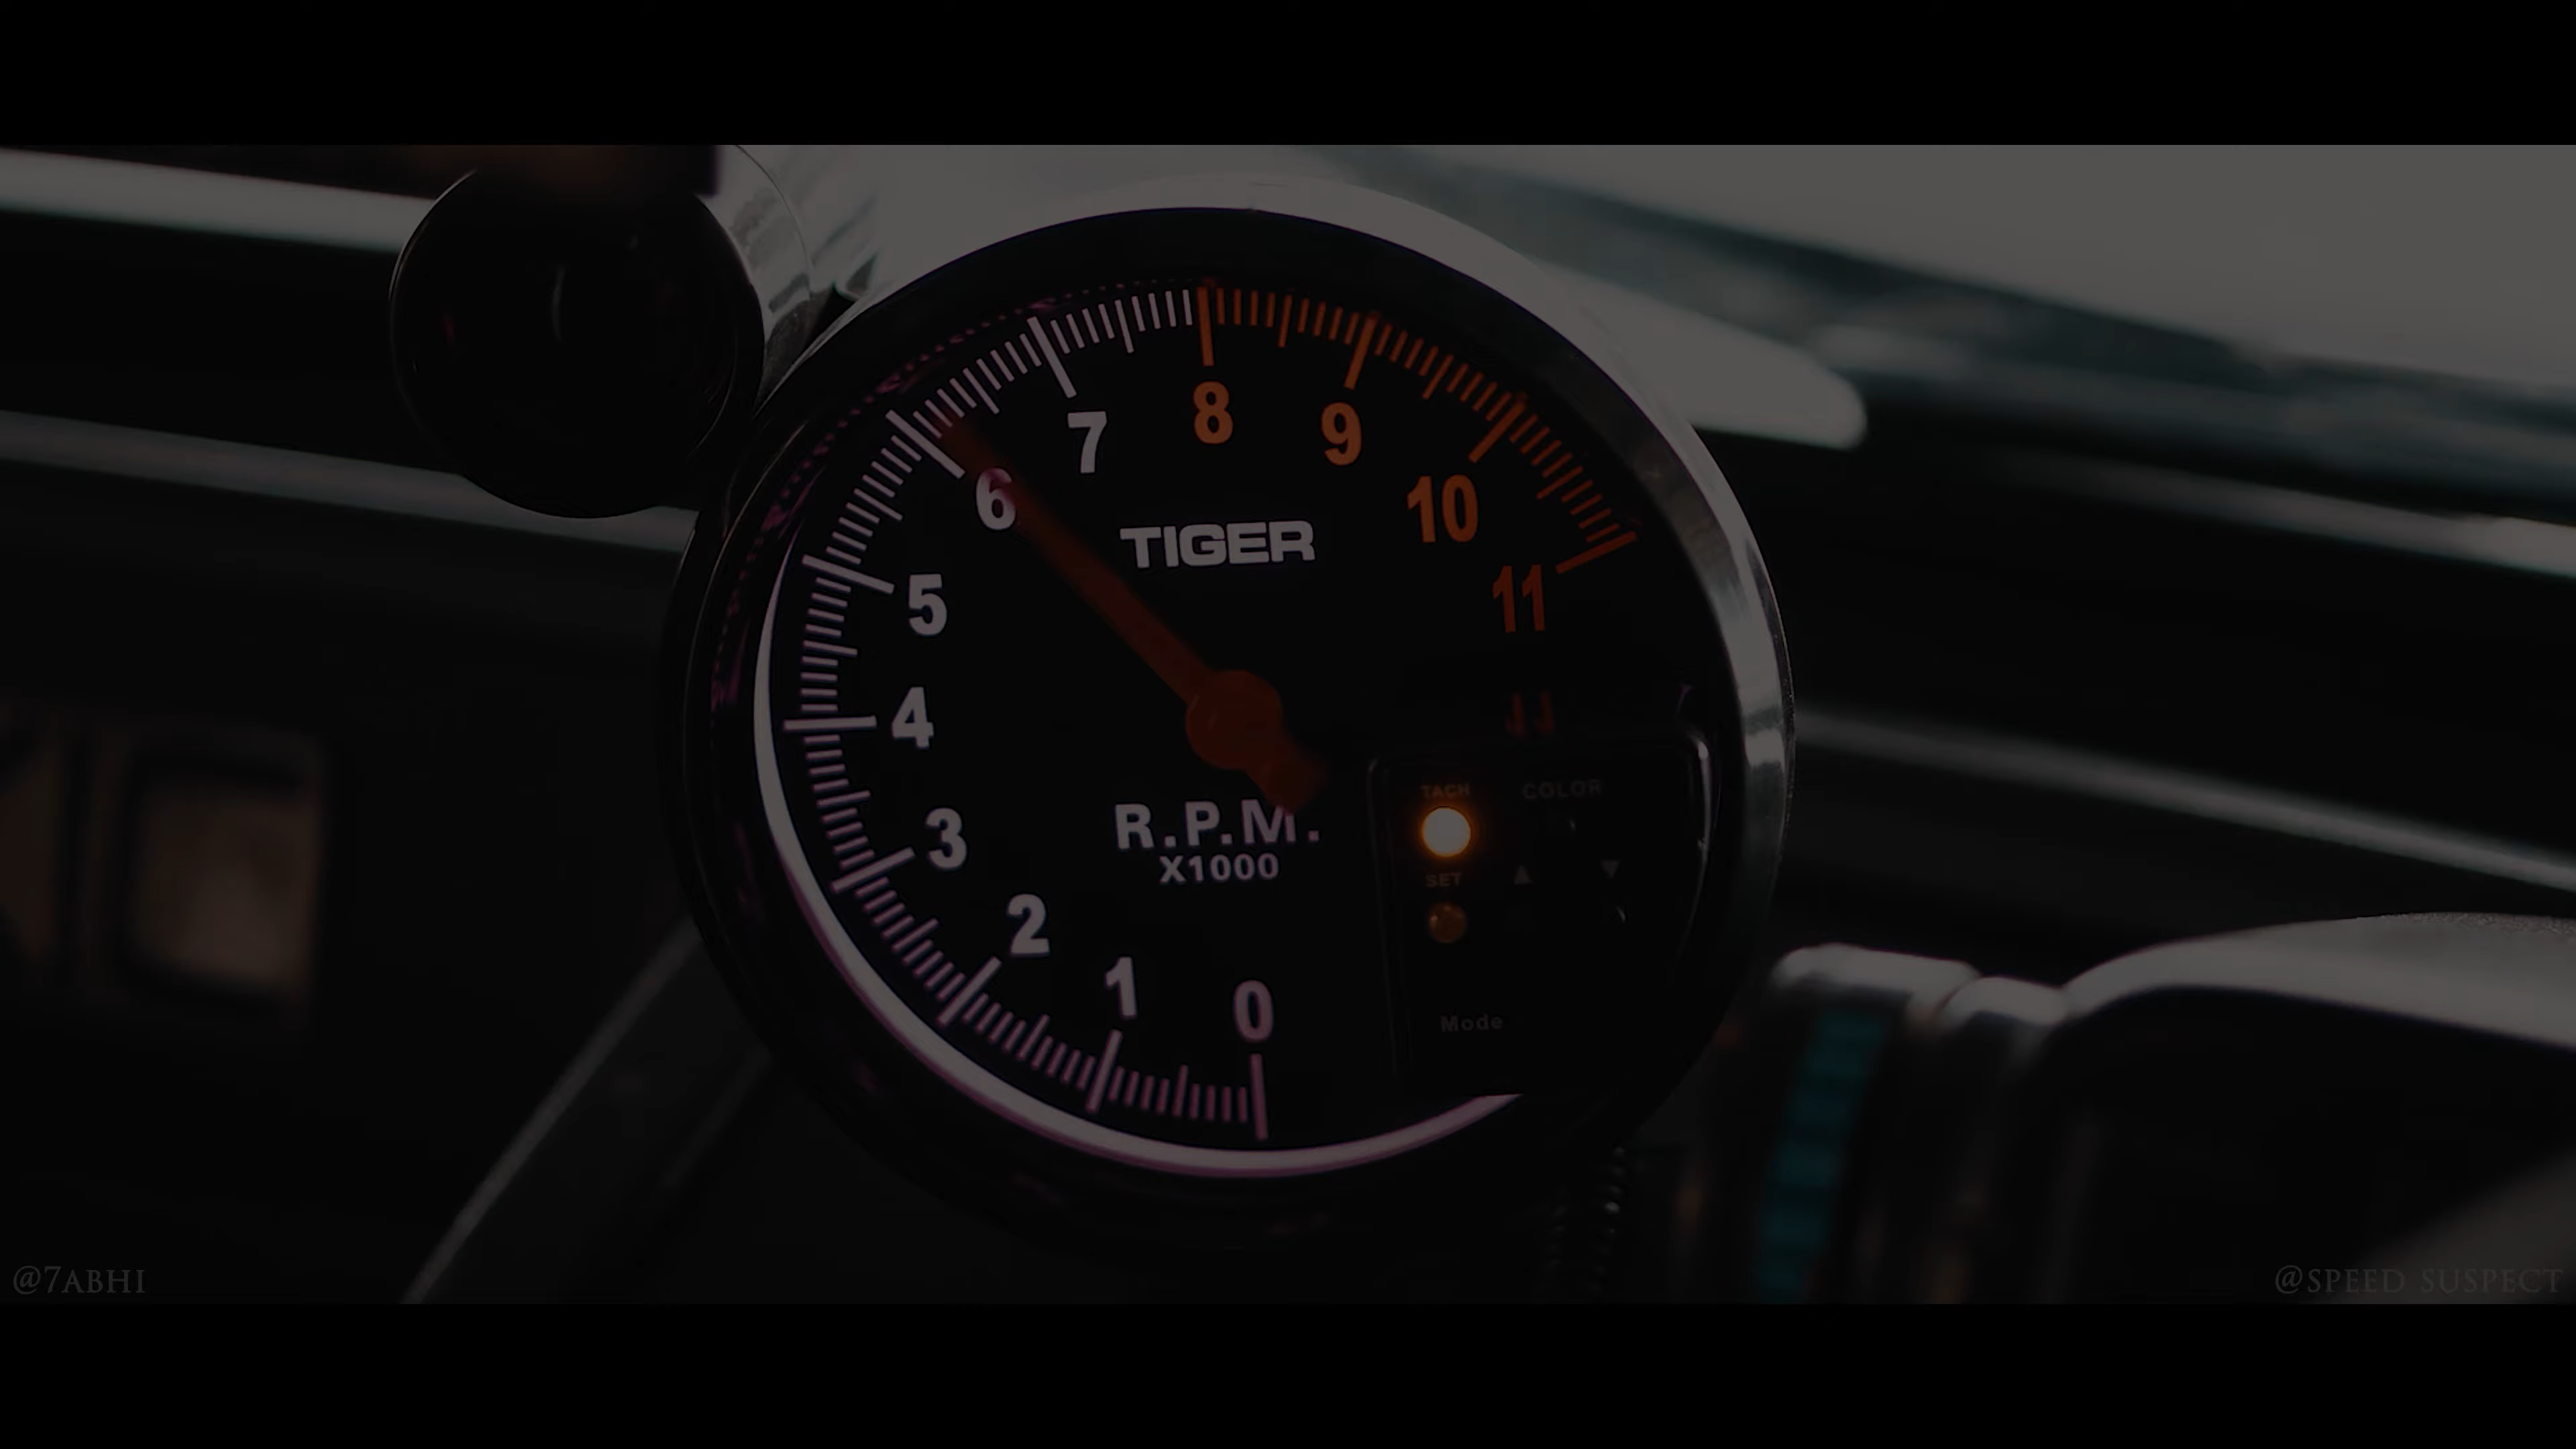 7
8
9
6
10
TIGER
5
11
4
3
R.P.M.
X1000
TACH
COLOR
SET
2
1
0
Mode
@7ABHI
@SPEED SUSPECT